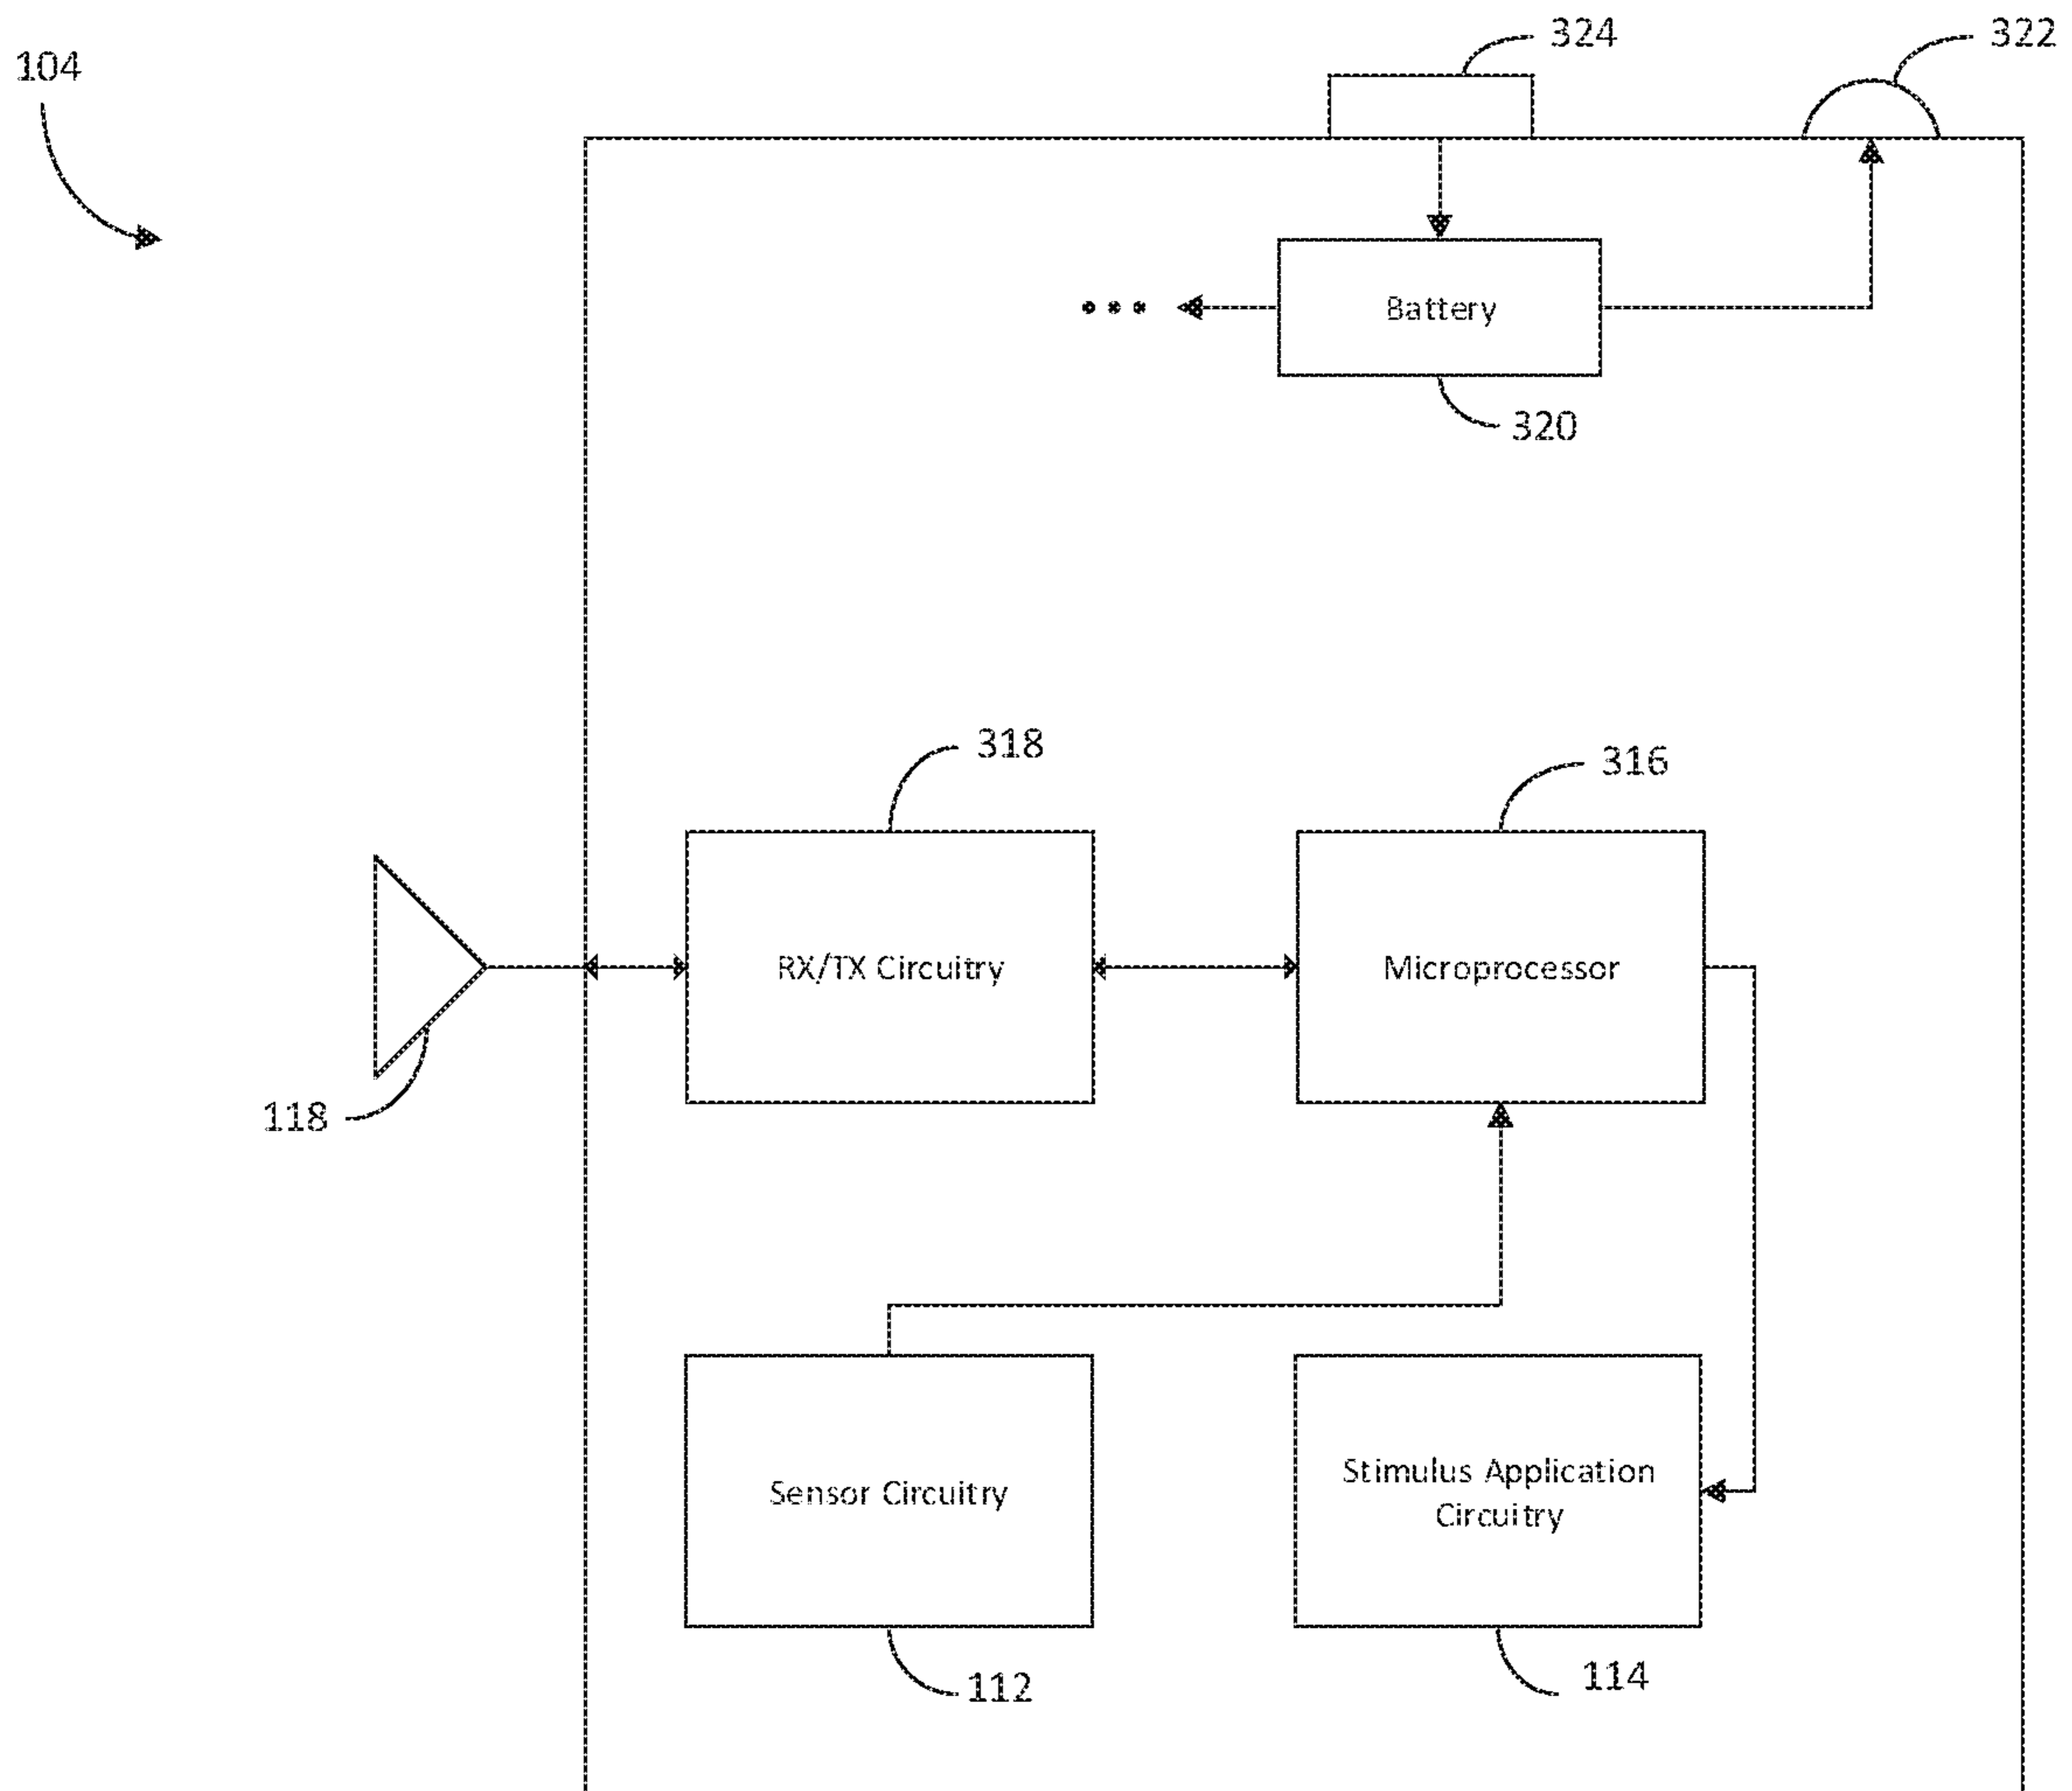 324
322
104
Battery
320
318
316
RX/TX Circuitry
Microprocessor
118
Sensor Circuitry
Stimulus Application
Circuitry
112
114